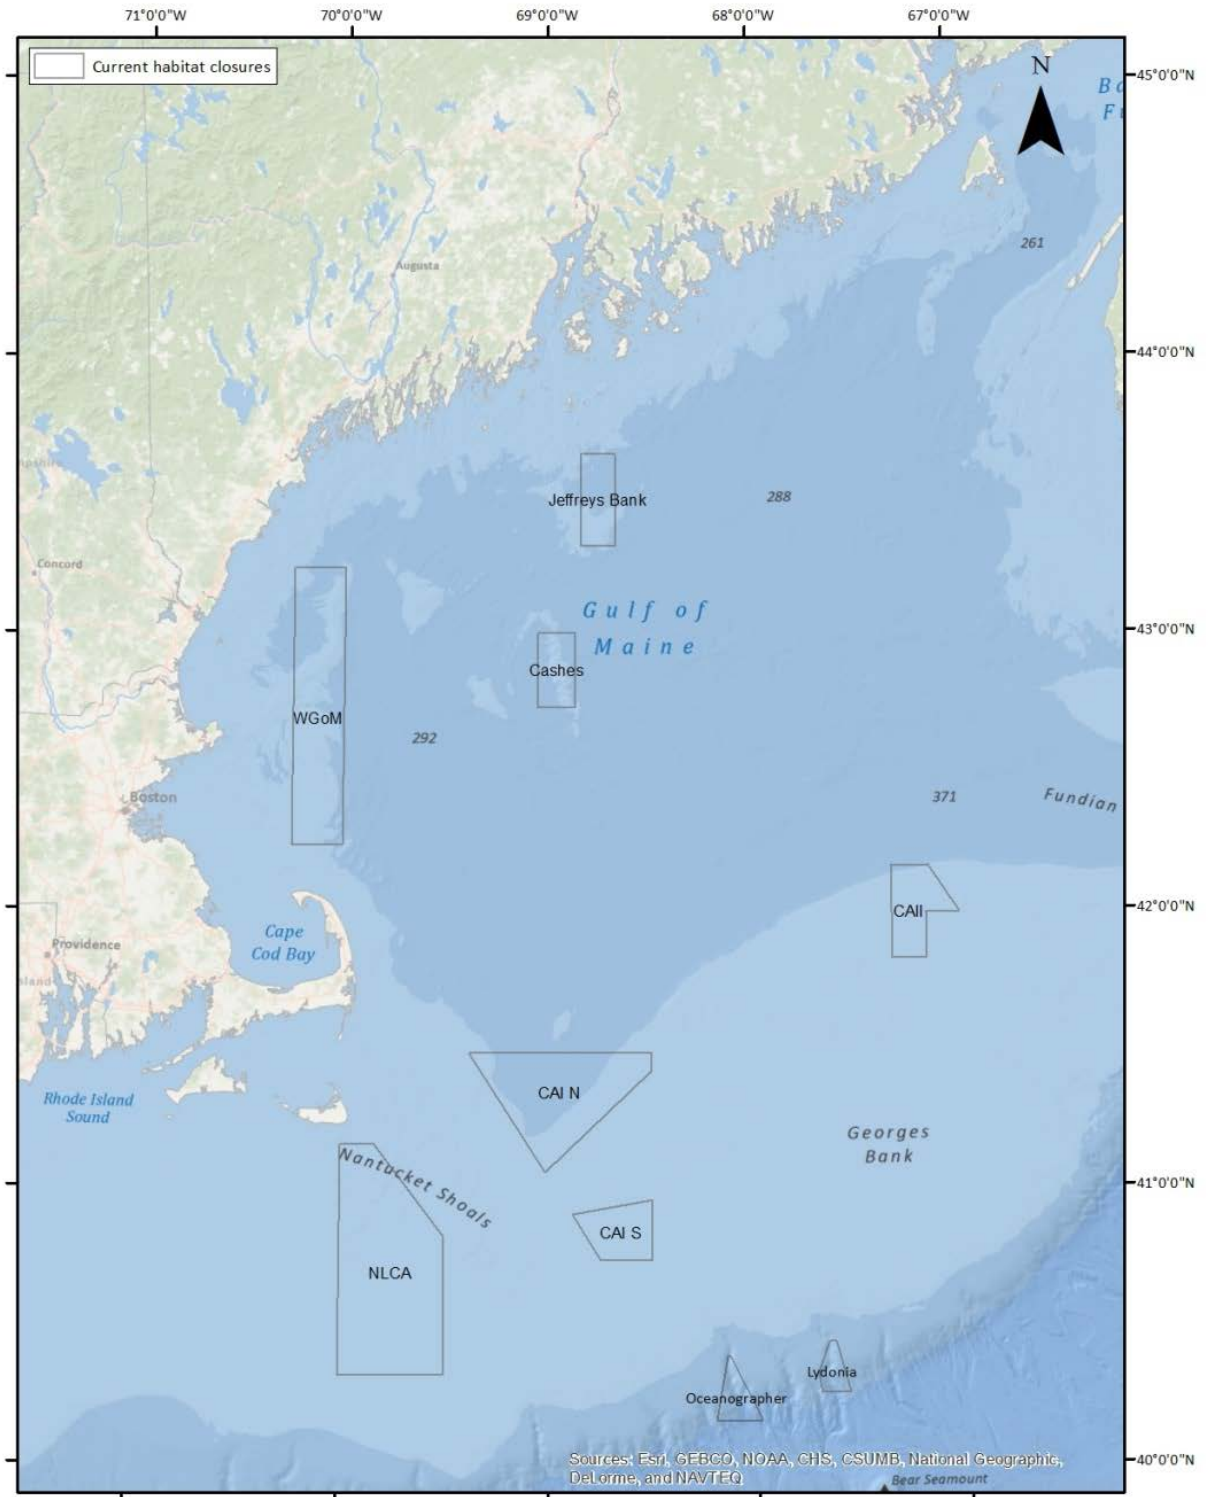 71°0'0"W
70°0'0"W
69°0'0"W
68°0'0"W
67°0'0"W
Current habitat closures
N
45°0'0"N
261
Augusta
44°0'0"N
Jeffreys Bank
288
Concord
Gulf of
Maine
43°0'0"N
Cashes
WGoM
292
Boston
371
Fundian
CAII
42°0'0"N
Cape
Cod Bay
Providence
Rhode Island
Sound
CAI N
Georges
Bank
Nantucket Shoals
41°0'0"N
CAI S
NLCA
Lydonia
Oceanographer
Sources: Esri, GEBCO, NOAA, CHS, CSUMB, National Geographic,
DeLorme, and NAVTEQ
Bear Seamount
40°0'0"N